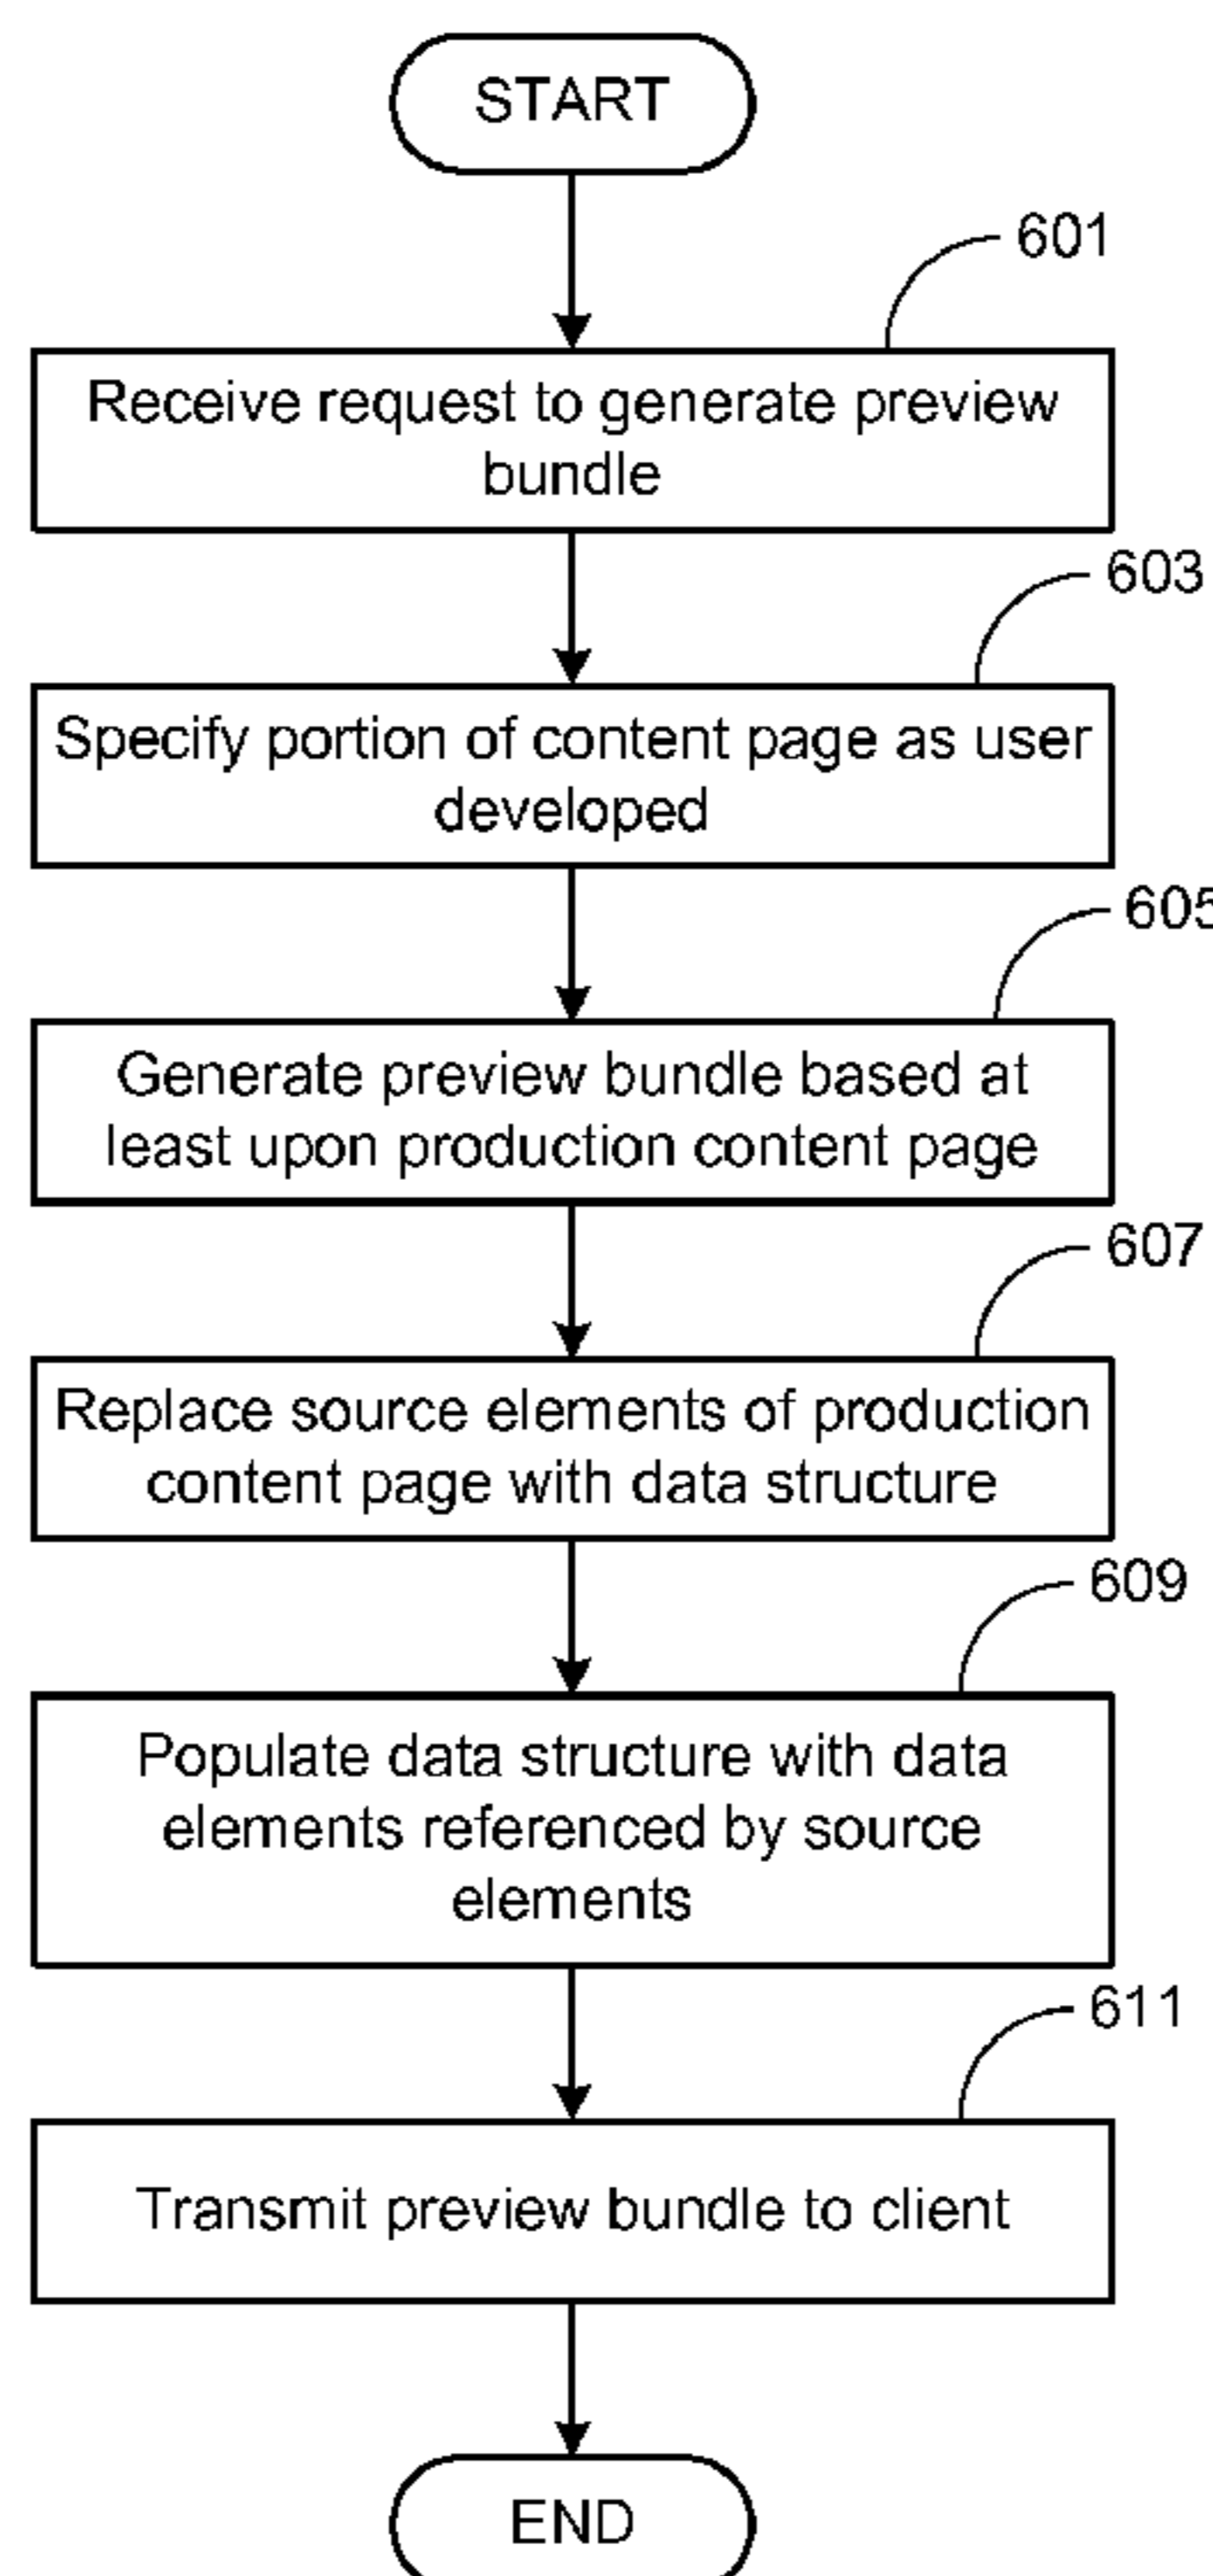 START
601
Receive request to generate preview
bundle
603
Specify portion of content page as user
developed
605
Generate preview bundle based at
least upon production content page
607
Replace source elements of production
content page with data structure
609
Populate data structure with data
elements referenced by source
elements
611
Transmit preview bundle to client
END